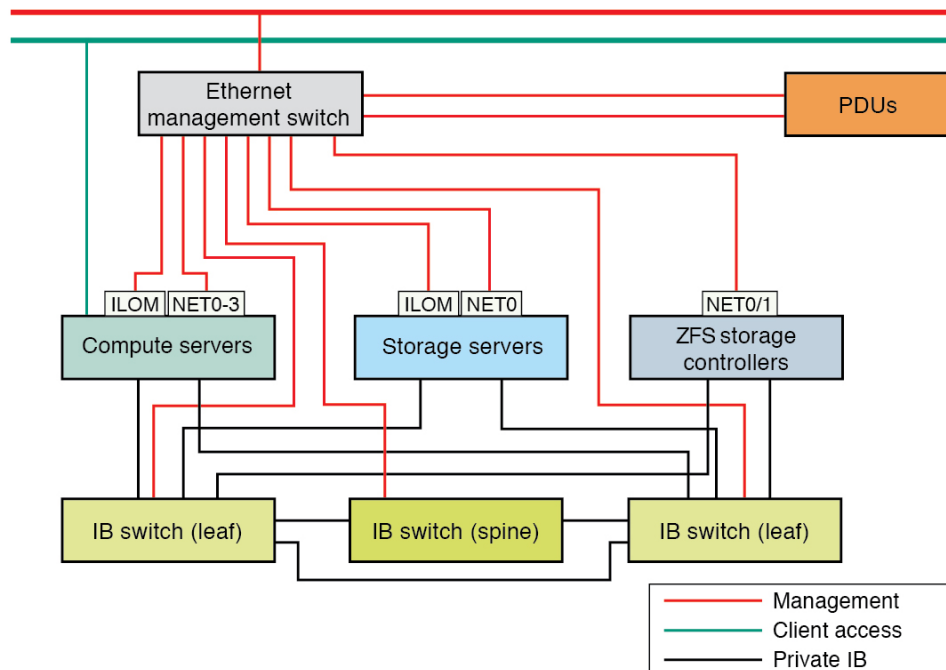 Ethernet
management switch
PDUs
ILOM
NET0-3
ILOM
NET0
NET0/1
Compute servers
Storage servers
ZFS storage
controllers
IB switch (leaf)
IB switch (spine)
IB switch (leaf)
Management
Client access
Private IB